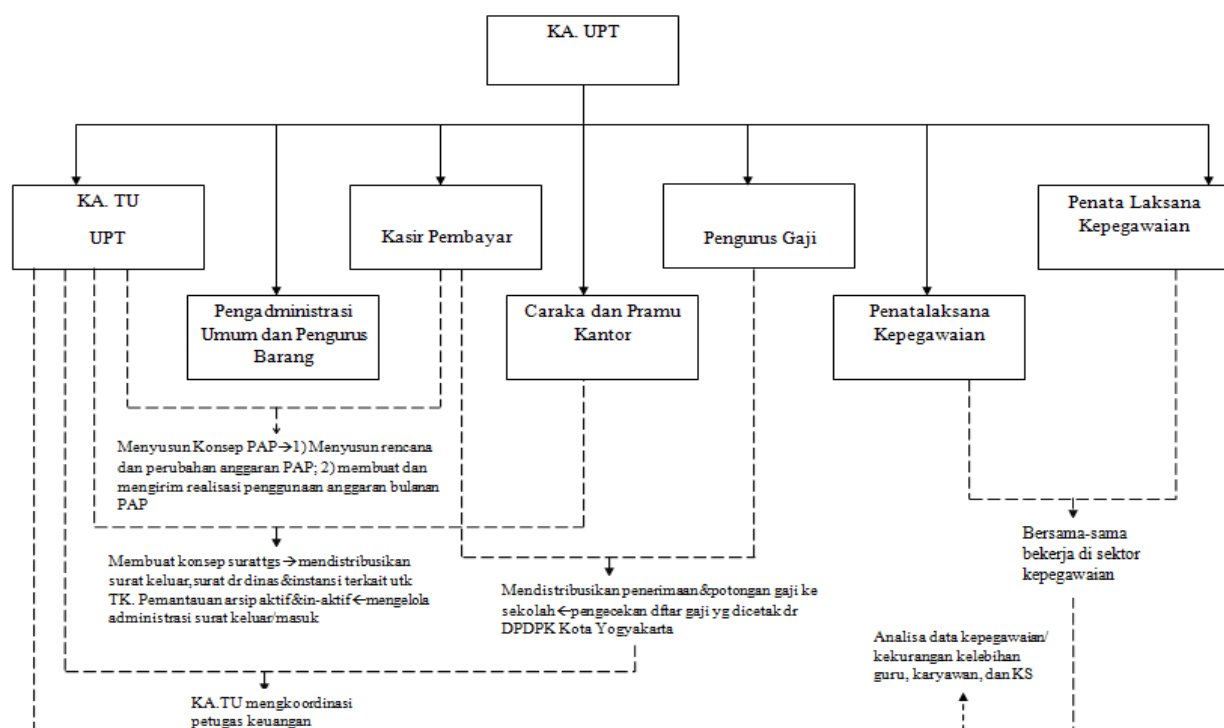 KA. UPT
KA. TU
UPT
Kasir Pembayar
Pengurus Gaji
Penata Laksana
Kepegawaian
Pengadministrasi
Umum dan Pengurus
Barang
Caraka dan Pramu
Kantor
Penatalaksana
Kepegawaian
Menyusun Konsep PAP→1) Menyusun rencana
dan perubahan anggaran PAP; 2) membuat dan
mengirim realisasi penggunaan anggaran bulanan
PAP
Membuat konsep surat tgs→mendistribusikan
surat keluar,surat dr dinas&instansi terkait utk
TK. Pemantauan arsip aktif&in-aktif←mengelola
administrasi surat keluar/masuk
Mendistribusikan penerimaan&potongan gaji ke
sekolah←pengecekan dftar gaji yg dicetak dr
DPDPK Kota Yogyakarta
Bersama-sama
bekerja di sektor
kepegawaian
Analisa data kepegawaian/
kekurangan kelebihan
guru, karyawan, dan KS
KA.TU mengkoordinasi
petugas keuangan